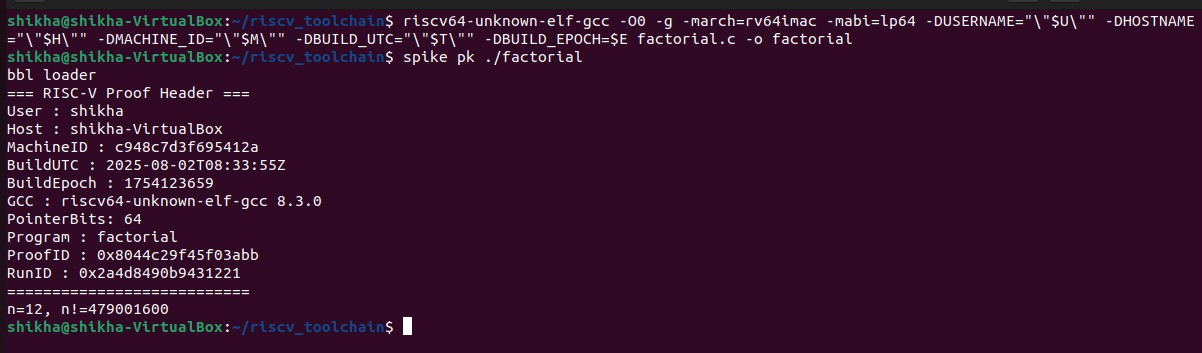 shikha@shikha-VirtualBox:~/riscv_toolchain$ riscv64-unknown-elf-gcc -O0 -g -march=rv64imac -mabi=lp64 -DUSERNAME="\"$U\"" -DHOSTNAME
="\"$H\"" -DMACHINE_ID="\"$M\"" -DBUILD_UTC="\"$T\"" -DBUILD_EPOCH=$E factorial.c -o factorial
shikha@shikha-VirtualBox:~/riscv_toolchain$ spike pk ./factorial
bbl loader
=== RISC-V Proof Header ===
User : shikha
Host : shikha-VirtualBox
MachineID : c948c7d3f695412a
BuildUTC : 2025-08-02T08:33:55Z
BuildEpoch : 1754123659
GCC : riscv64-unknown-elf-gcc 8.3.0
PointerBits: 64
Program : factorial
ProofID : 0x8044c29f45f03abb
RunID : 0x2a4d8490b9431221
===========================
n=12, n!=479001600
shikha@shikha-VirtualBox:~/riscv_toolchain$